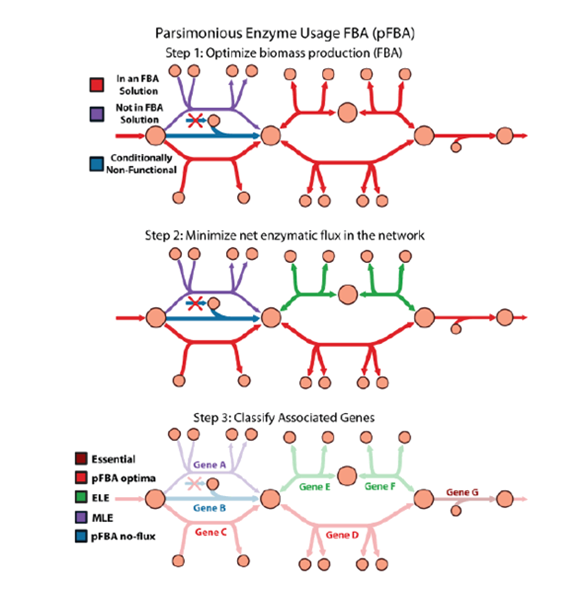 Parsimonious Enzyme Usage FBA (pFBA)
Step 1: Optimize biomass production (FBA)
In an FBA
Solution
Not in FBA
Solution
Conditionally
Non-Functional
Step 2: Minimize net enzymatic flux in the network
Step 3: Classify Associated Genes
Essential
pFBA optima
ELE
MLE
pFBA no-flux
Gene A
Gene B
Gene C
Gene E
Gene F
Gene D
Gene G